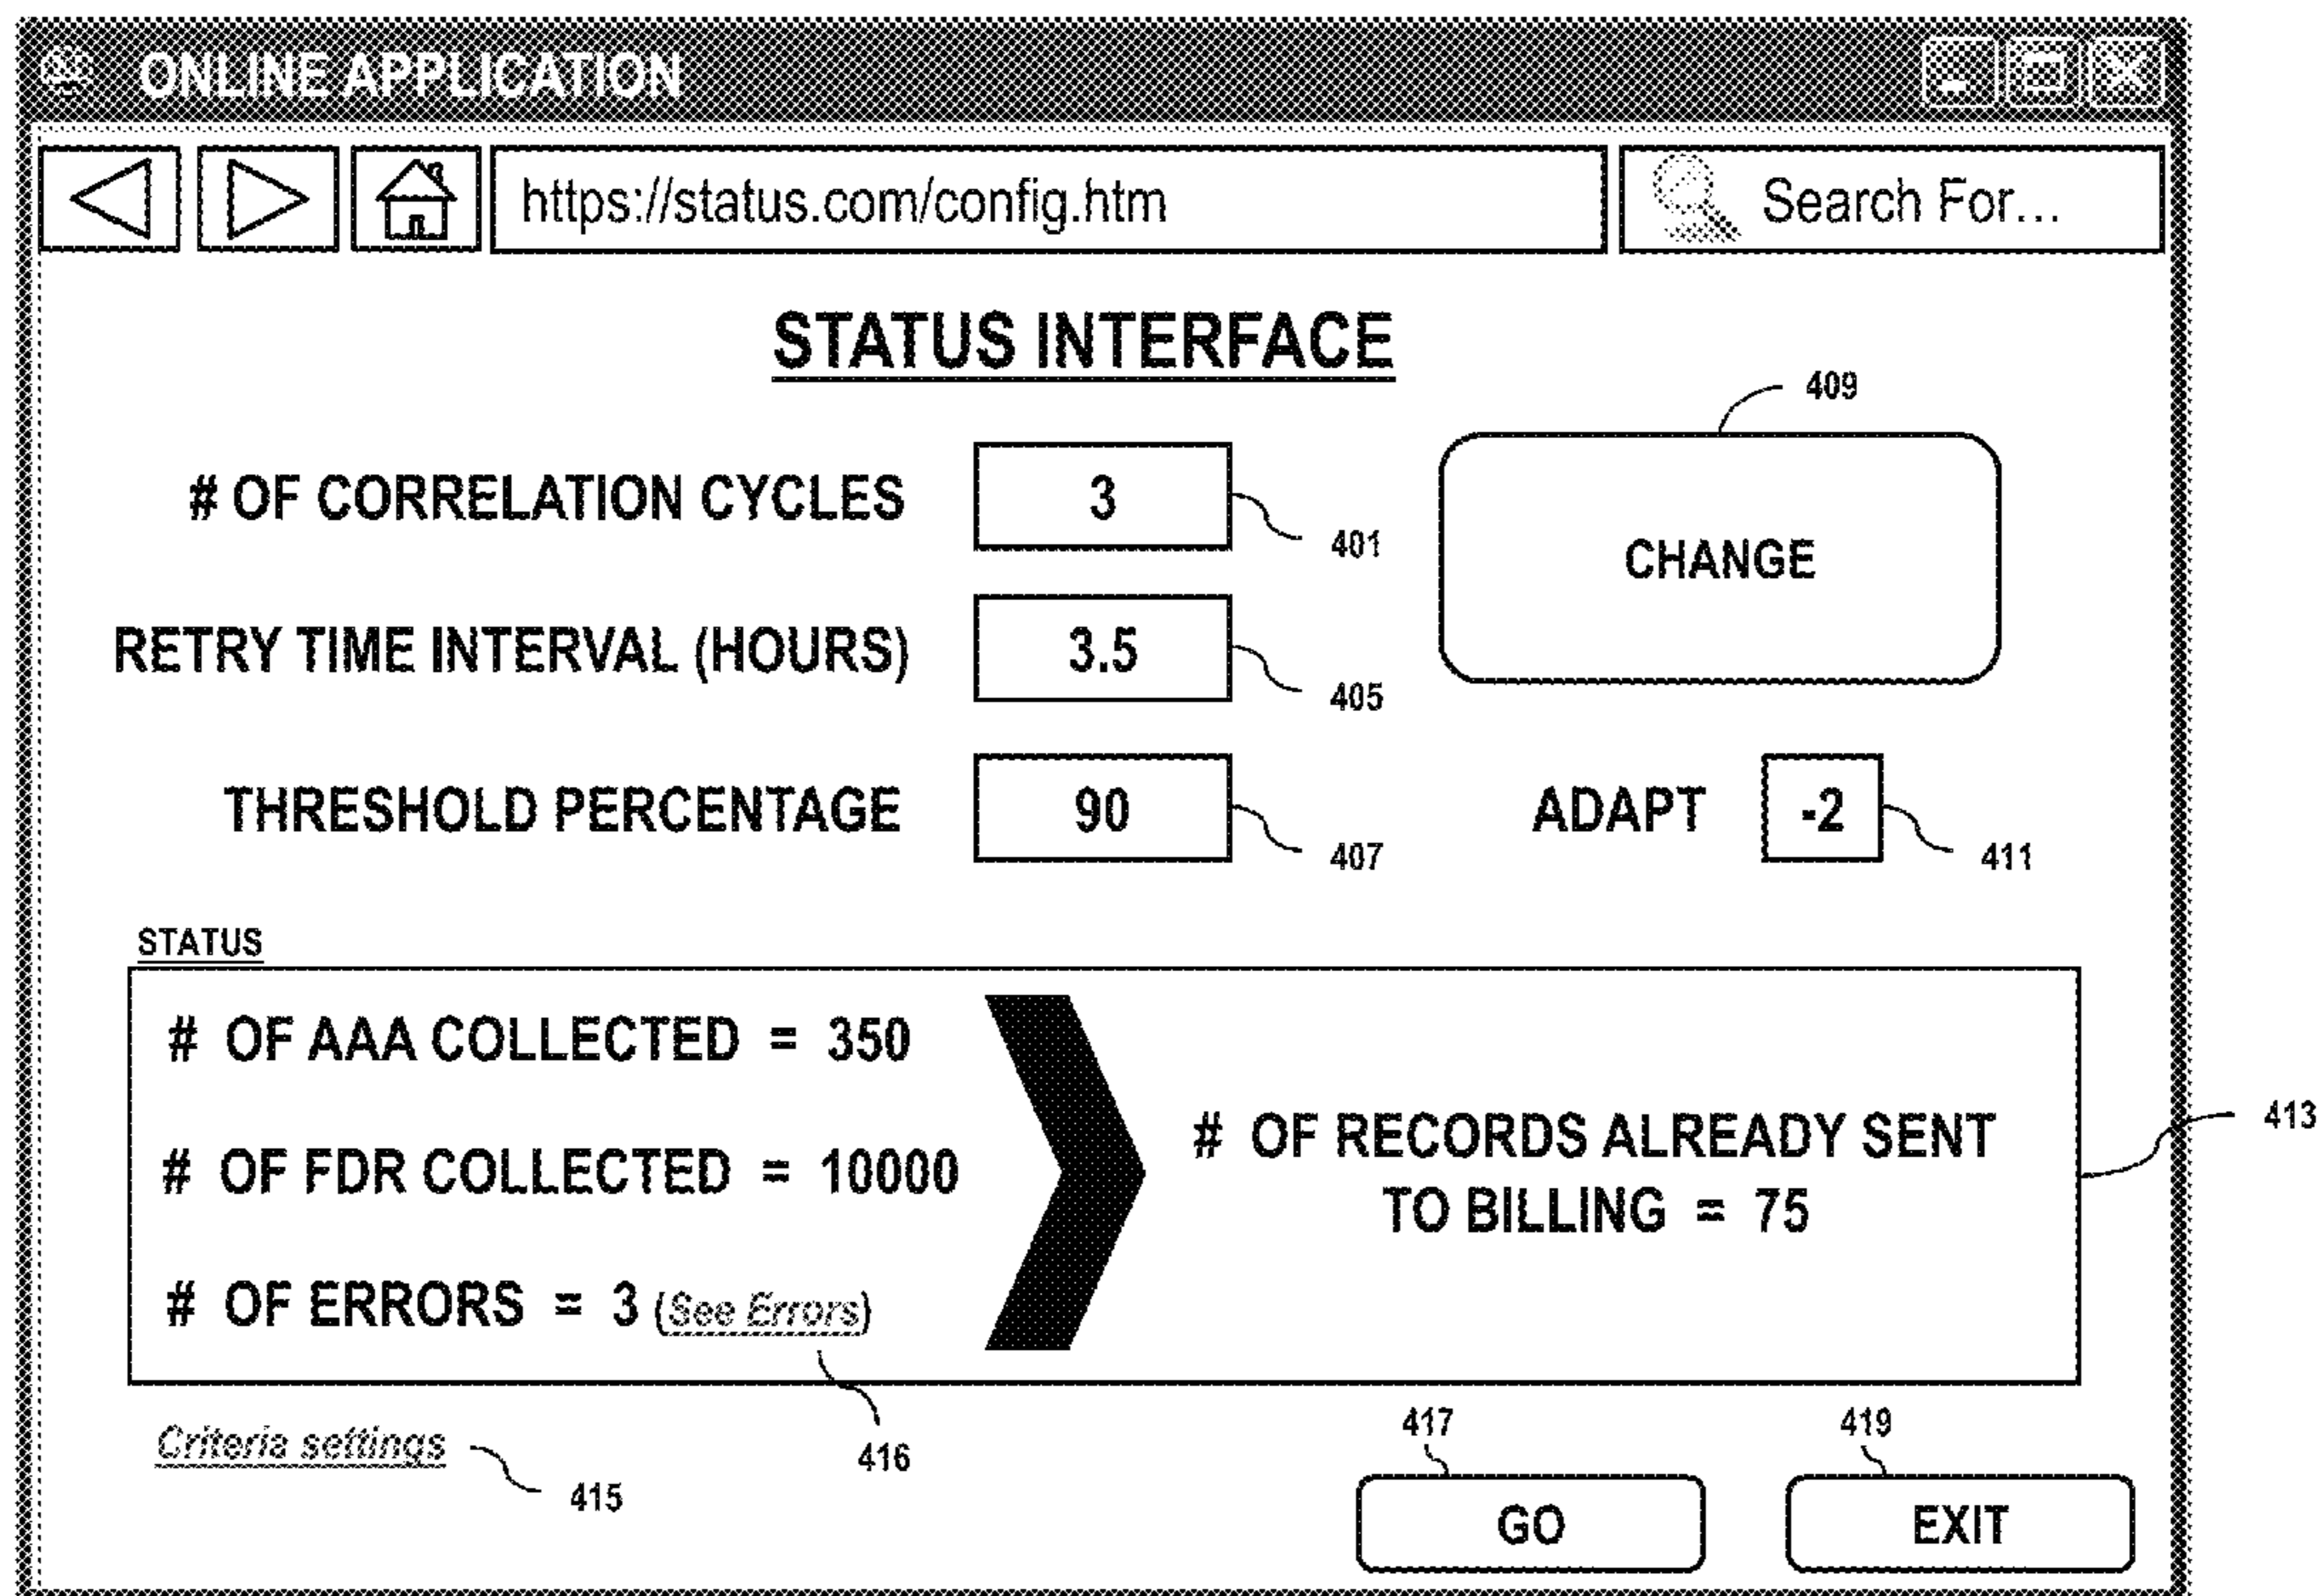 ONLINE APPLICATION
https://status.com/config.htm
Search For...
STATUS INTERFACE
409
# OF CORRELATION CYCLES 3
401
CHANGE
RETRY TIME INTERVAL (HOURS) 3.5
405
THRESHOLD PERCENTAGE 90
407
ADAPT -2
411
STATUS
# OF AAA COLLECTED = 350
# OF FDR COLLECTED = 10000
# OF ERRORS = 3 (See Errors)
# OF RECORDS ALREADY SENT
TO BILLING = 75
413
Criteria settings
415
416
417
419
GO
EXIT